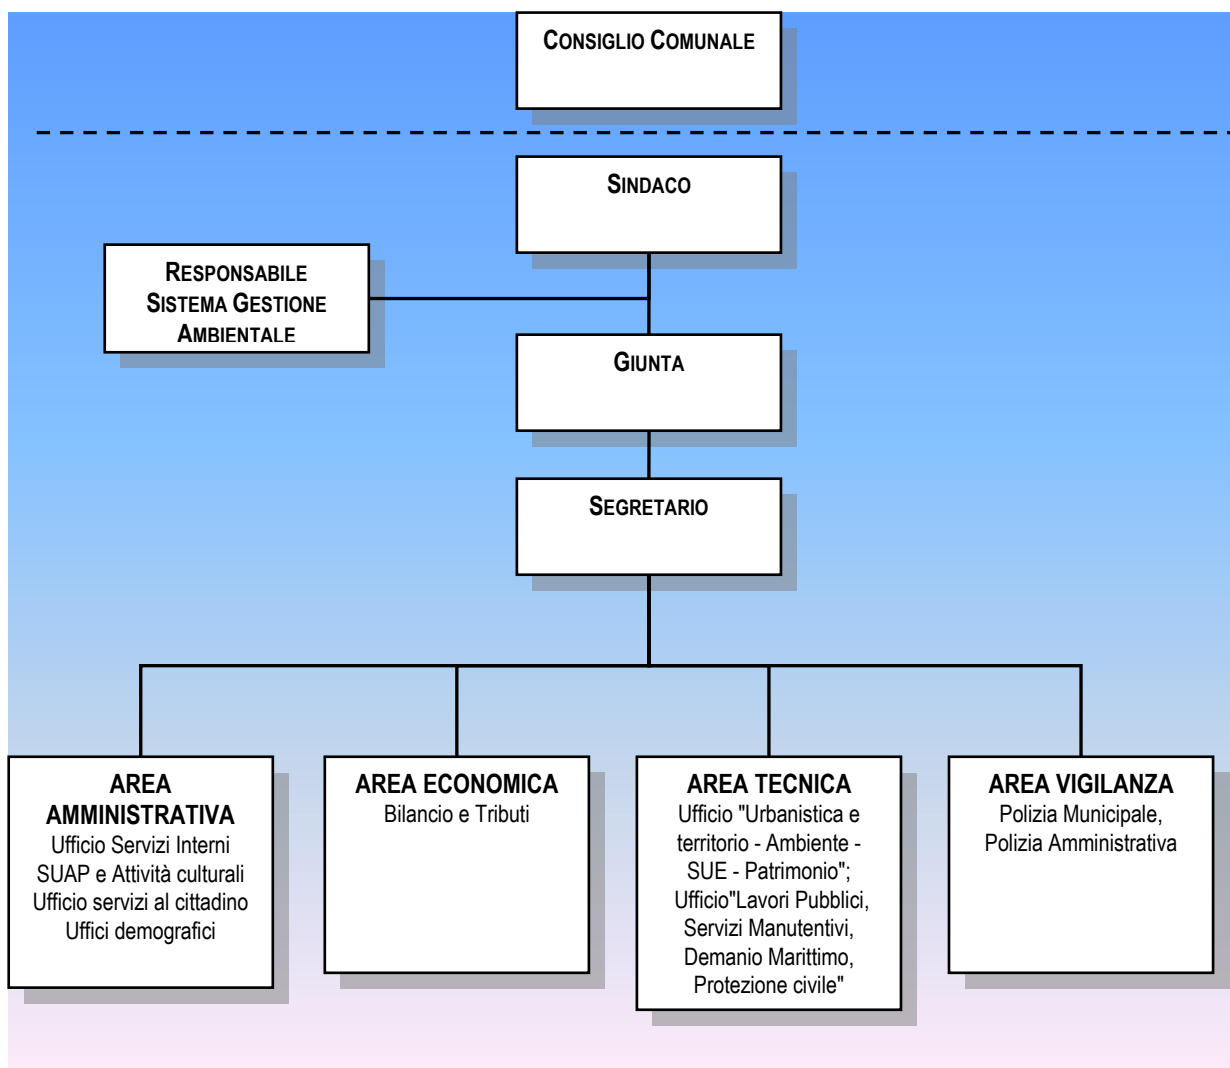 CONSIGLIO COMUNALE
SINDACO
RESPONSABILE
SISTEMA GESTIONE
AMBIENTALE
GIUNTA
SEGRETARIO
AREA
AMMINISTRATIVA
Ufficio Servizi Interni
SUAP e Attività culturali
Ufficio servizi al cittadino
Uffici demografici
AREA ECONOMICA
Bilancio e Tributi
AREA TECNICA
Ufficio "Urbanistica e
territorio - Ambiente -
SUE - Patrimonio";
Ufficio"Lavori Pubblici,
Servizi Manutentivi,
Demanio Marittimo,
Protezione civile"
AREA VIGILANZA
Polizia Municipale,
Polizia Amministrativa